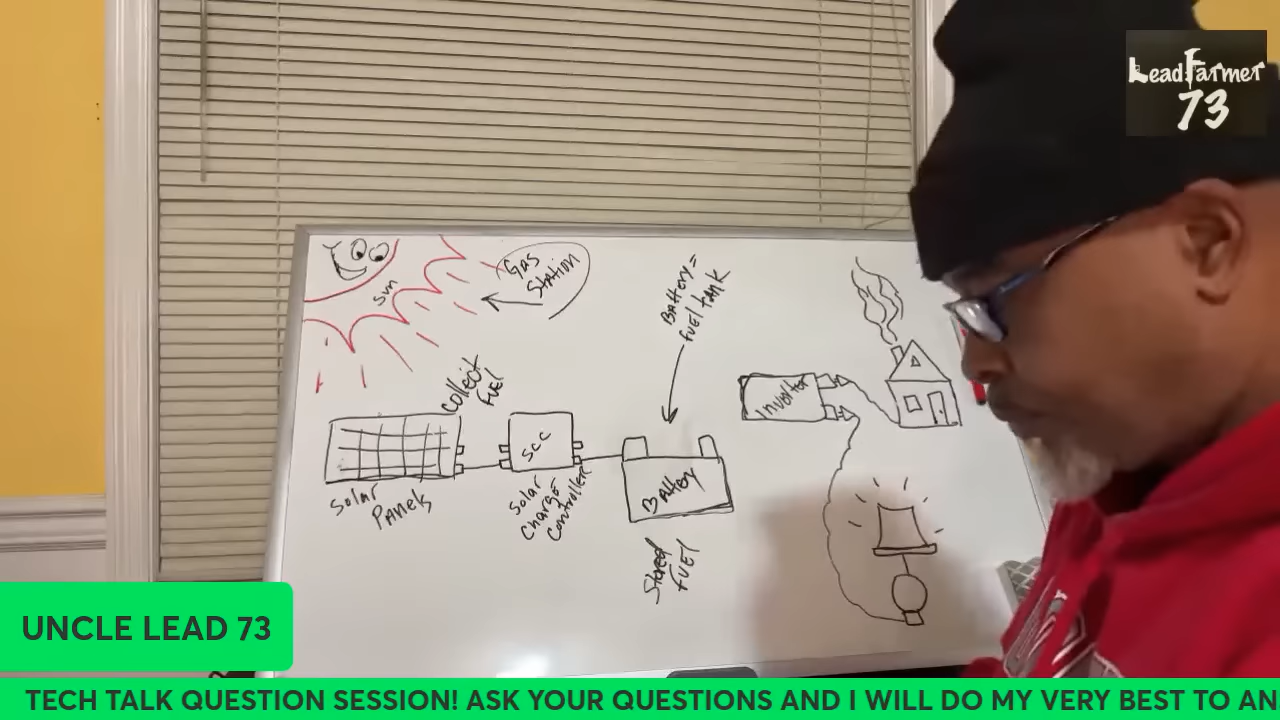 LeadFarmer
73
Sun
Gas
Station
Battery =
fuel tank
Collect
Fuel
Inverter
SCC
Battery
Solar
Panels
Solar
Charge
Controller
Stored
Fuel
UNCLE LEAD 73
TECH TALK QUESTION SESSION! ASK YOUR QUESTIONS AND I WILL DO MY VERY BEST TO AN